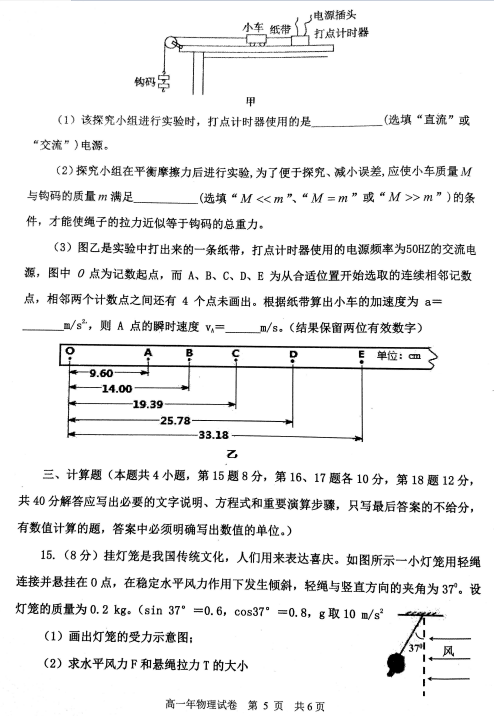 电源插头
小车 纸带 打点计时器
钩码
甲
（1）该探究小组进行实验时，打点计时器使用的是________（选填“直流”或
“交流”）电源。
（2）探究小组在平衡摩擦力后进行实验,为了便于探究、减小误差,应使小车质量M
与钩码的质量m满足________(选填“M<<m”、“M=m”或“M>>m”)的条
件，才能使绳子的拉力近似等于钩码的总重力。
（3）图乙是实验中打出来的一条纸带，打点计时器使用的电源频率为50HZ的交流电
源，图中 O 点为记数起点，而 A、B、C、D、E 为从合适位置开始选取的连续相邻记数
点，相邻两个计数点之间还有 4 个点未画出。根据纸带算出小车的加速度为 a=
______m/s²，则 A 点的瞬时速度 vA=_____m/s。（结果保留两位有效数字）
O A B C D E 单位：cm
9.60
14.00
19.39
25.78
33.18
乙
三、计算题（本题共4小题，第15题8分，第16、17题各10分，第18题12分，
共40分解答应写出必要的文字说明、方程式和重要演算步骤，只写最后答案的不给分，
有数值计算的题，答案中必须明确写出数值的单位。）
15.（8分）挂灯笼是我国传统文化，人们用来表达喜庆。如图所示一小灯笼用轻绳
连接并悬挂在O点，在稳定水平风力作用下发生倾斜，轻绳与竖直方向的夹角为37⁰。设
灯笼的质量为0.2 kg。（sin 37°=0.6，cos37°=0.8，g取10 m/s²
（1）画出灯笼的受力示意图；
（2）求水平风力F和悬绳拉力T的大小
37⁰
风
高一年物理试卷 第 5 页 共6页